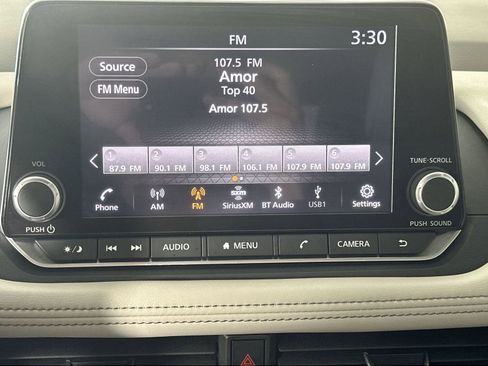 FM
3:30
Source
107.5 FM
Amor
FM Menu
Top 40
Amor 107.5
1 2 3 4 5 6
87.9 FM 90.1 FM 98.1 FM 106.1 FM 107.9 FM 107.9 FM
VOL
TUNE·SCROLL
Phone AM FM SiriusXM BT Audio USB1 Settings
sxm
PUSH
PUSH SOUND
AUDIO MENU CAMERA